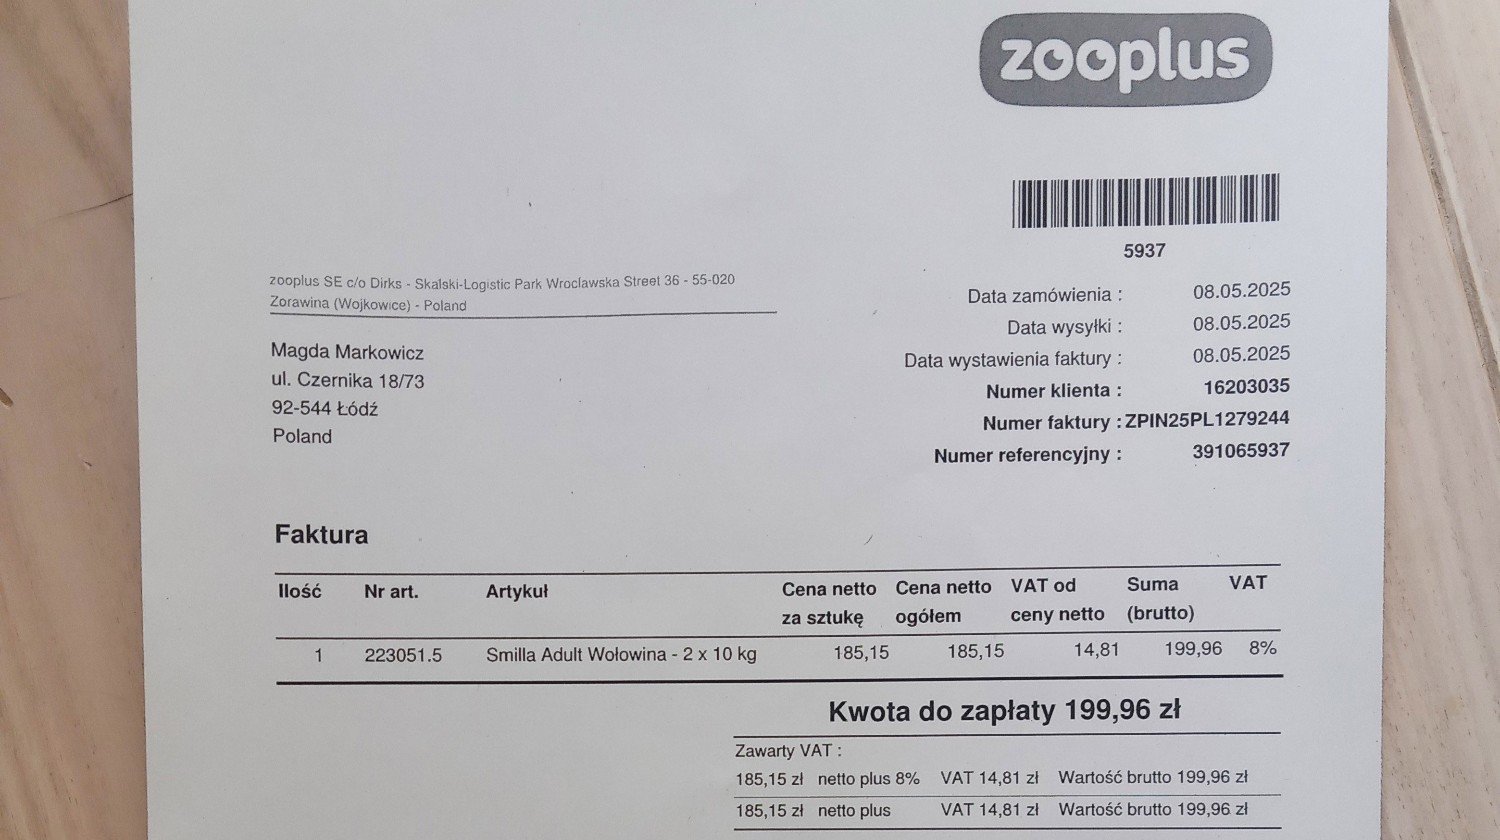 zooplus
5937
zooplus SE c/o Dirks - Skalski-Logistic Park Wroclawska Street 36 - 55-020
Zorawina (Wojkowice) - Poland
Magda Markowicz
ul. Czernika 18/73
92-544 Łódź
Poland
Data zamówienia : 08.05.2025
Data wysyłki : 08.05.2025
Data wystawienia faktury : 08.05.2025
Numer klienta : 16203035
Numer faktury : ZPIN25PL1279244
Numer referencyjny : 391065937
Faktura
Ilość Nr art. Artykuł Cena netto za sztukę Cena netto ogółem VAT od ceny netto Suma (brutto) VAT
1 223051.5 Smilla Adult Wołowina - 2 x 10 kg 185,15 185,15 14,81 199,96 8%
Kwota do zapłaty 199,96 zł
Zawarty VAT :
185,15 zł netto plus 8% VAT 14,81 zł Wartość brutto 199,96 zł
185,15 zł netto plus VAT 14,81 zł Wartość brutto 199,96 zł